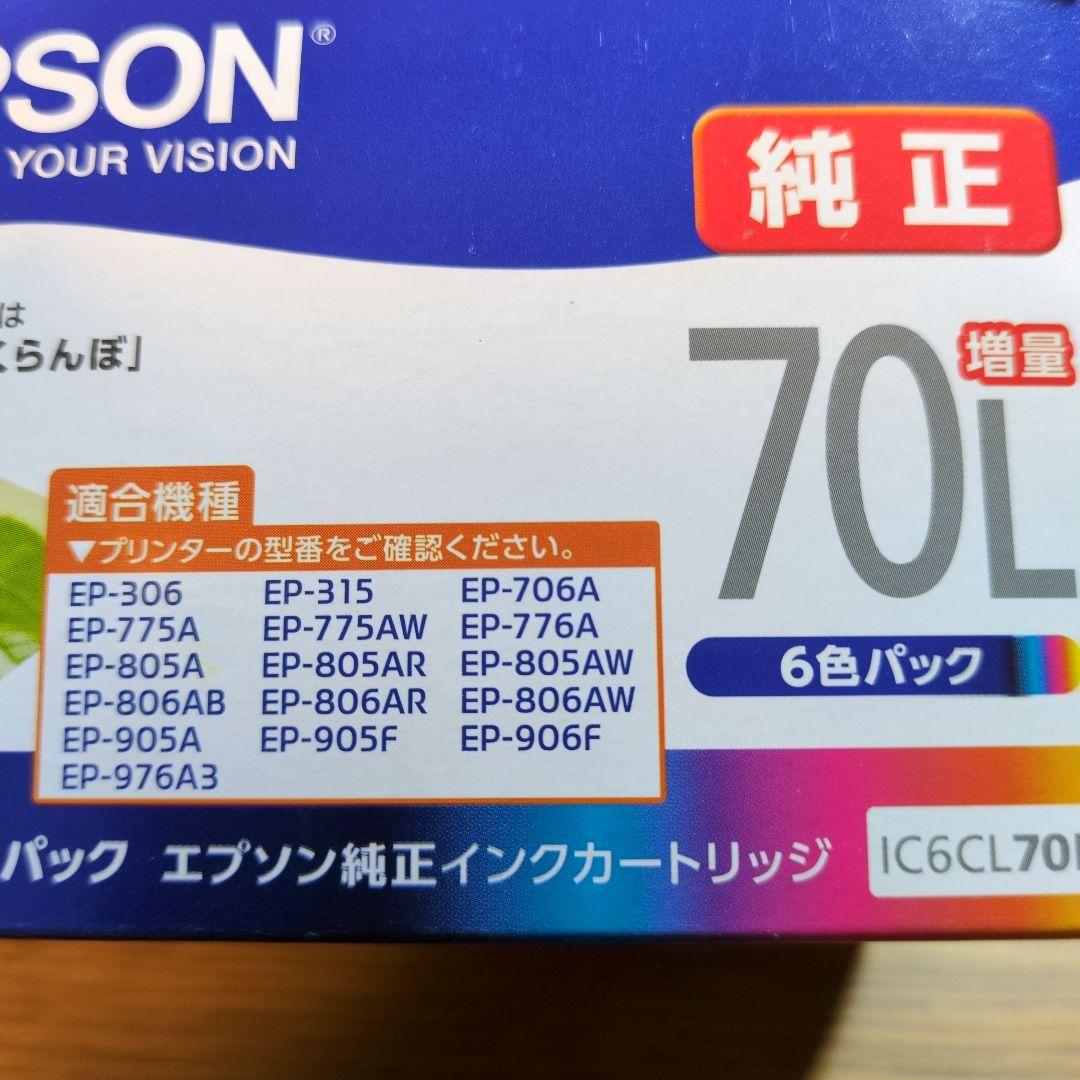 PSON®
YOUR VISION
純正
は
くらんぼ」
70L
増量
適合機種
▼プリンターの型番をご確認ください。
EP-306 EP-315 EP-706A
EP-775A EP-775AW EP-776A
EP-805A EP-805AR EP-805AW
EP-806AB EP-806AR EP-806AW
EP-905A EP-905F EP-906F
EP-976A3
6色パック
パック エプソン純正インクカートリッジ
IC6CL70